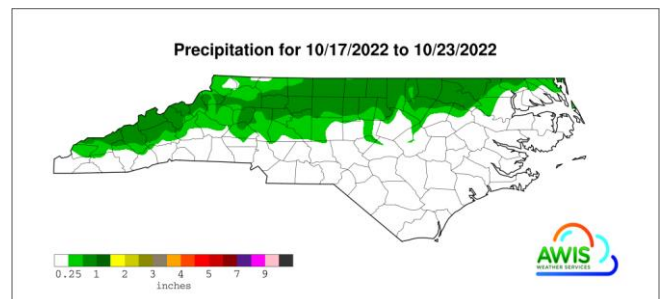 Precipitation for 10/17/2022 to 10/23/2022
0.25 1 2 3 4 5 7 9
inches
AWIS
WEATHER SERVICES